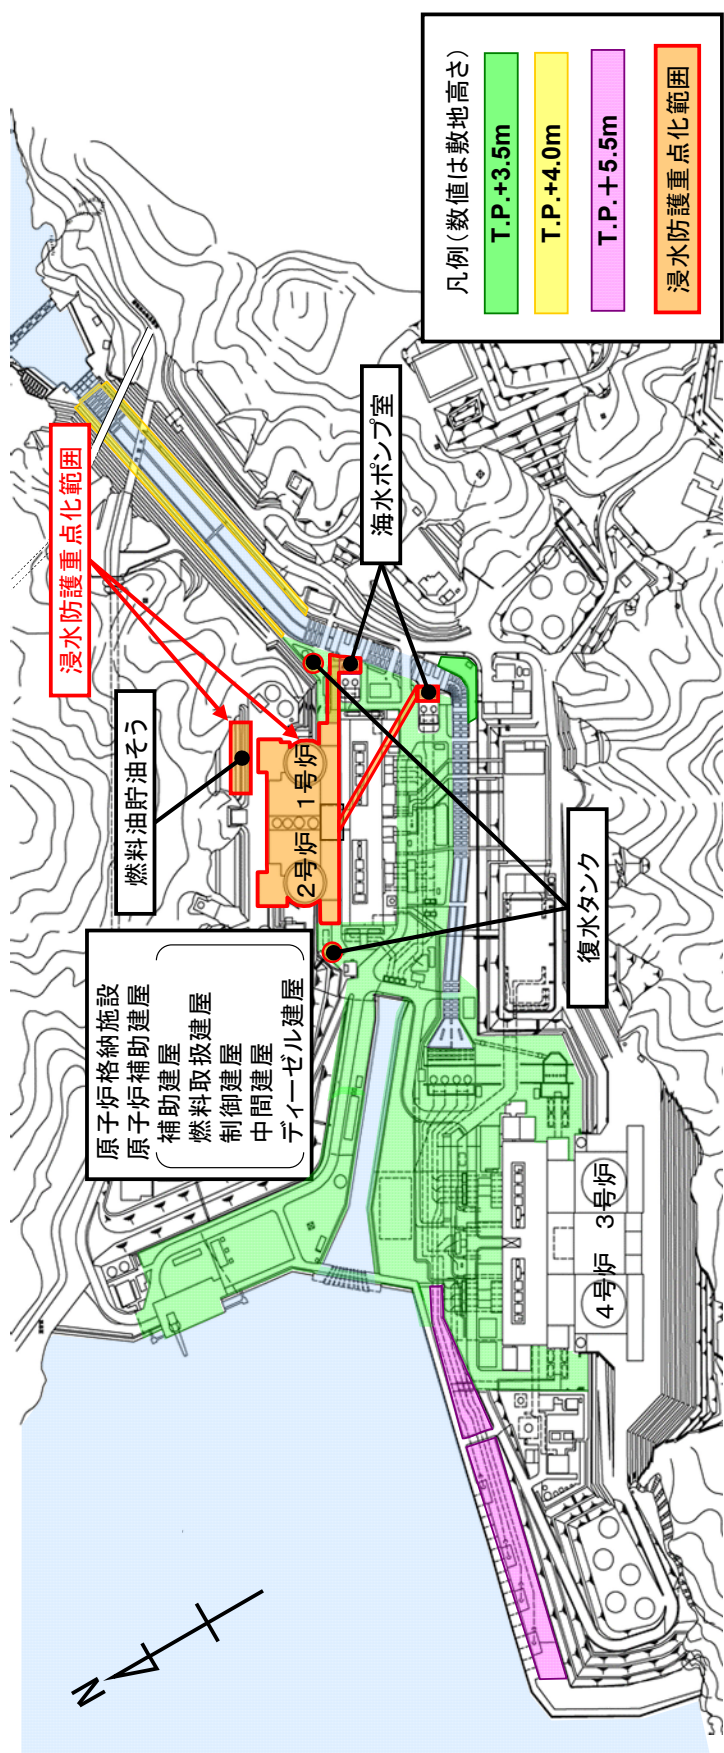 浸水防護重点化範囲
燃料油貯油そう
原子炉格納施設
原子炉補助建屋
補助建屋
燃料取扱建屋
制御建屋
中間建屋
ディーゼル建屋
2号炉
1号炉
海水ポンプ室
復水タンク
4号炉
3号炉
N
凡例(数値は敷地高さ)
T.P.+3.5m
T.P.+4.0m
T.P.+5.5m
浸水防護重点化範囲